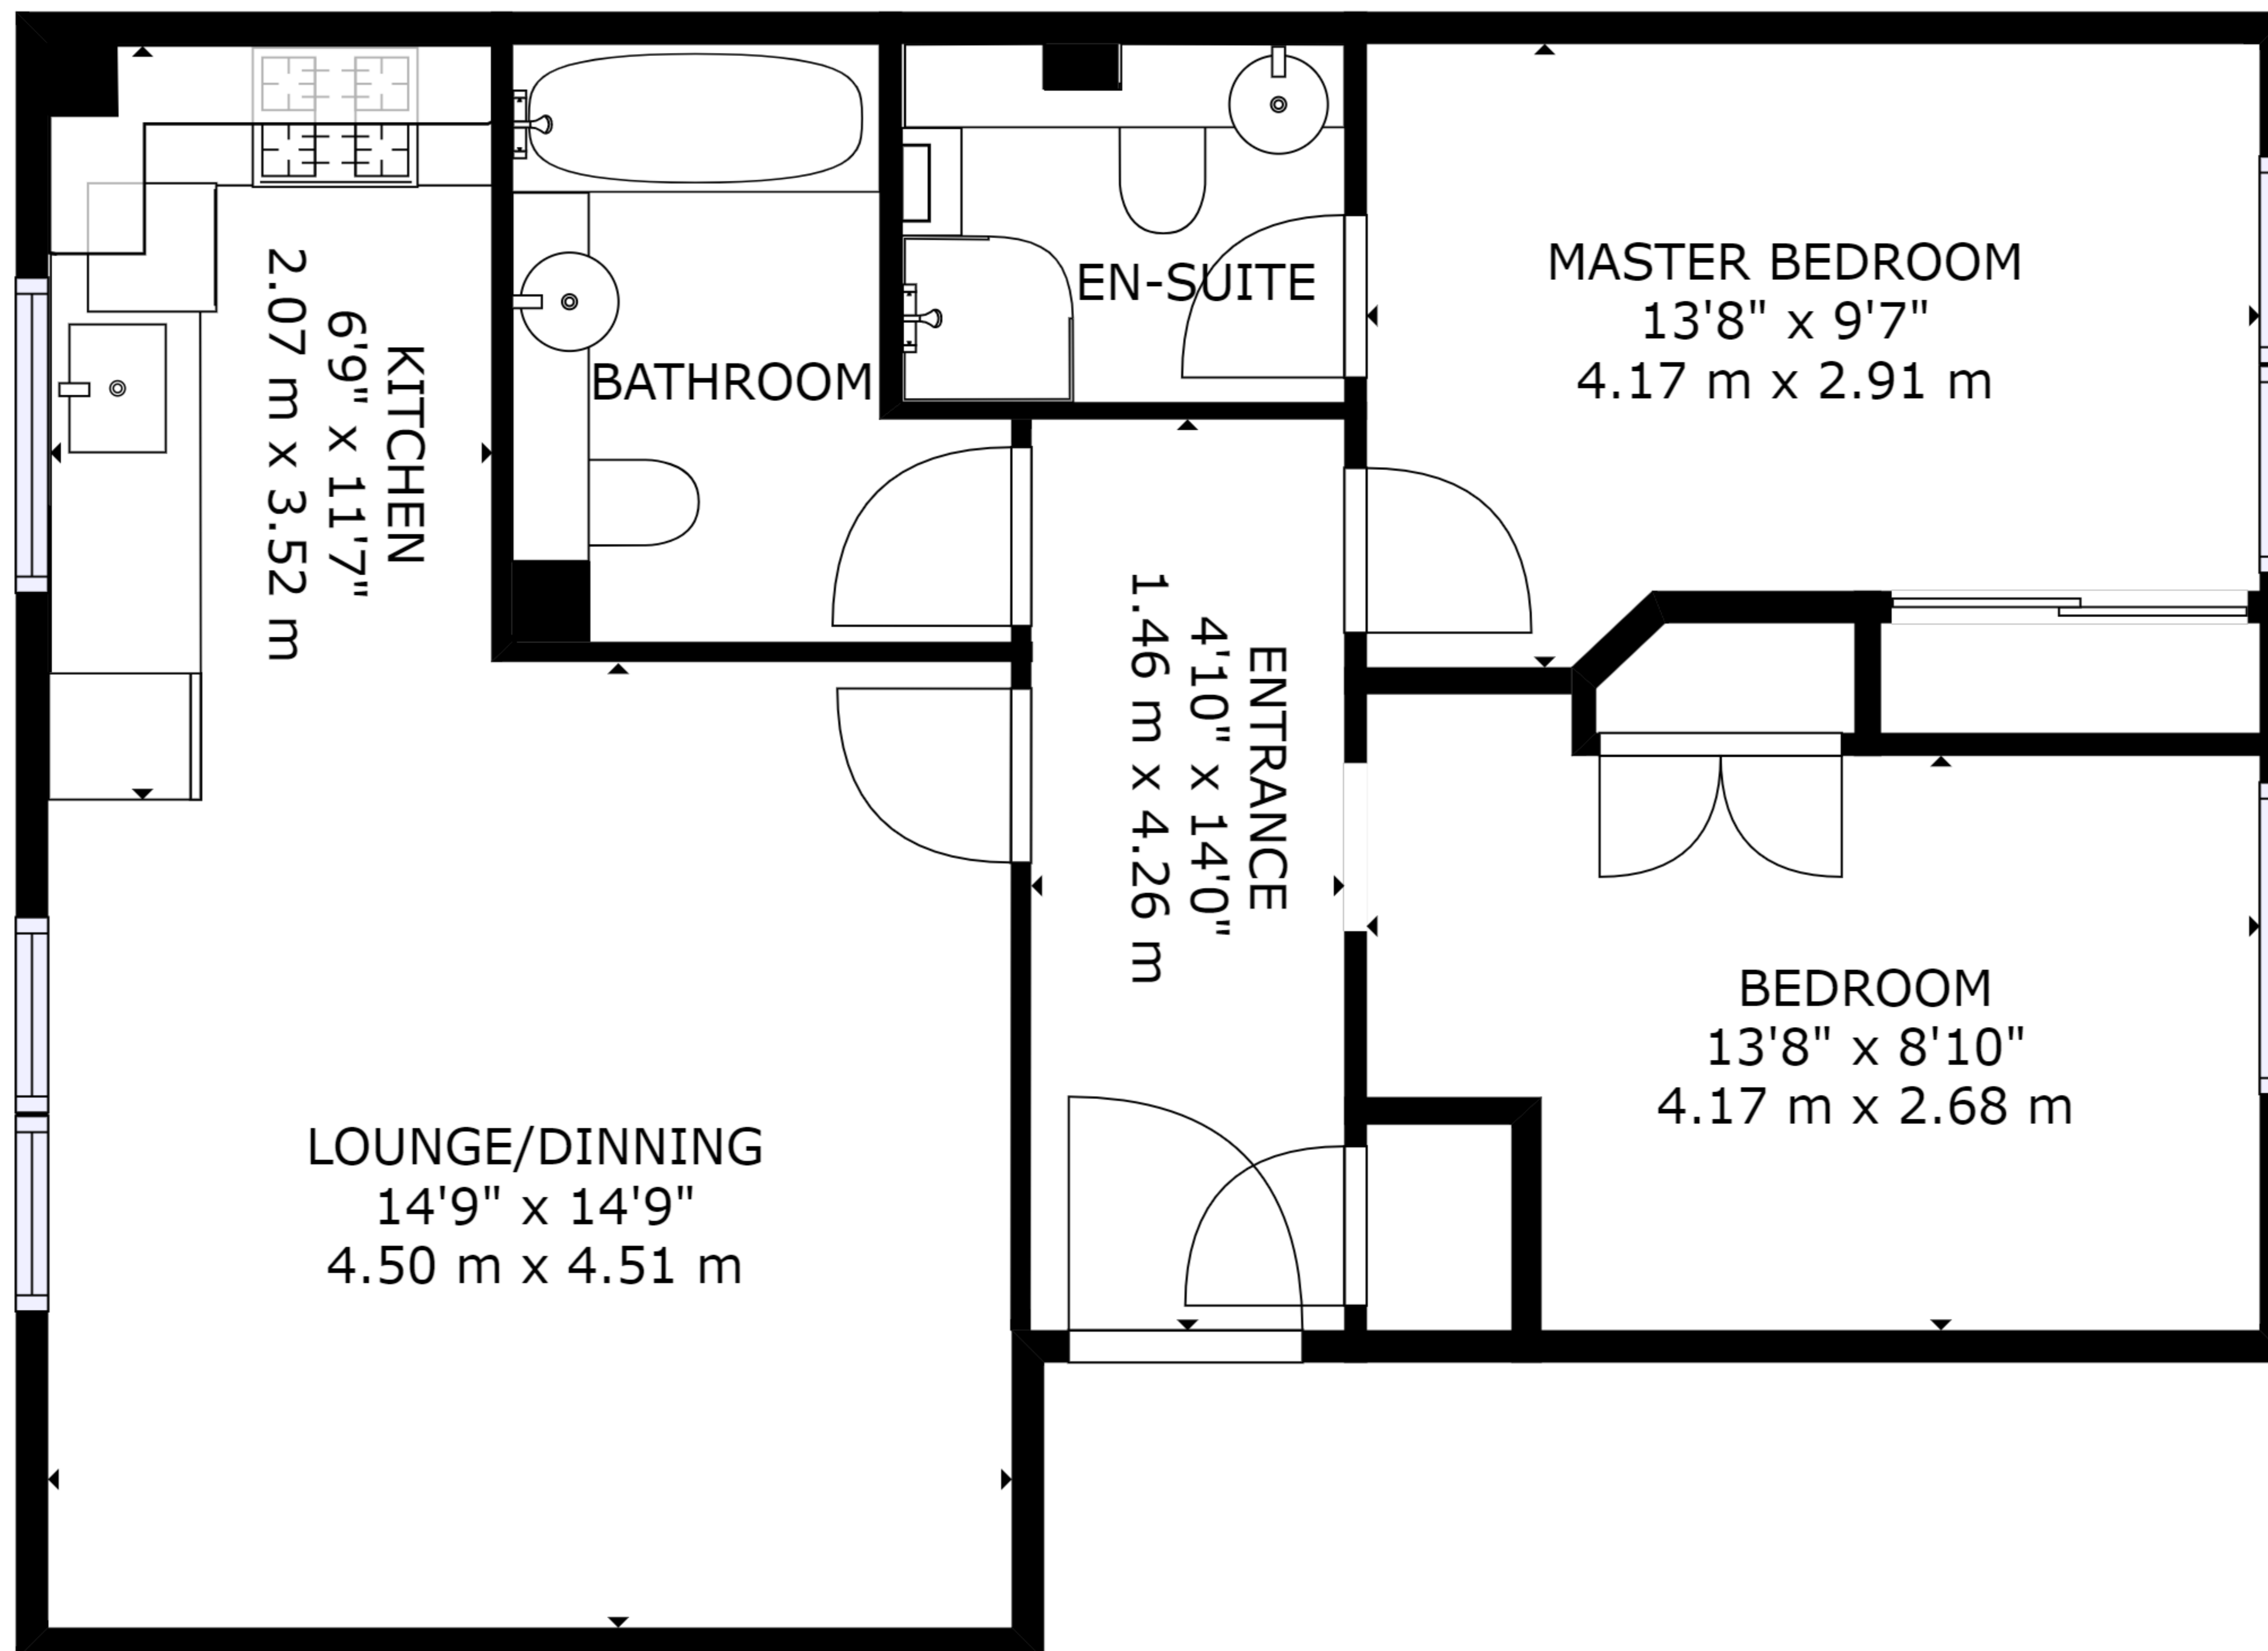 KITCHEN
6'9" x 11'7"
2.07 m x 3.52 m
BATHROOM
EN-SUITE
MASTER BEDROOM
13'8" x 9'7"
4.17 m x 2.91 m
ENTRANCE
4'10" x 14'0"
1.46 m x 4.26 m
BEDROOM
13'8" x 8'10"
4.17 m x 2.68 m
LOUNGE/DINNING
14'9" x 14'9"
4.50 m x 4.51 m